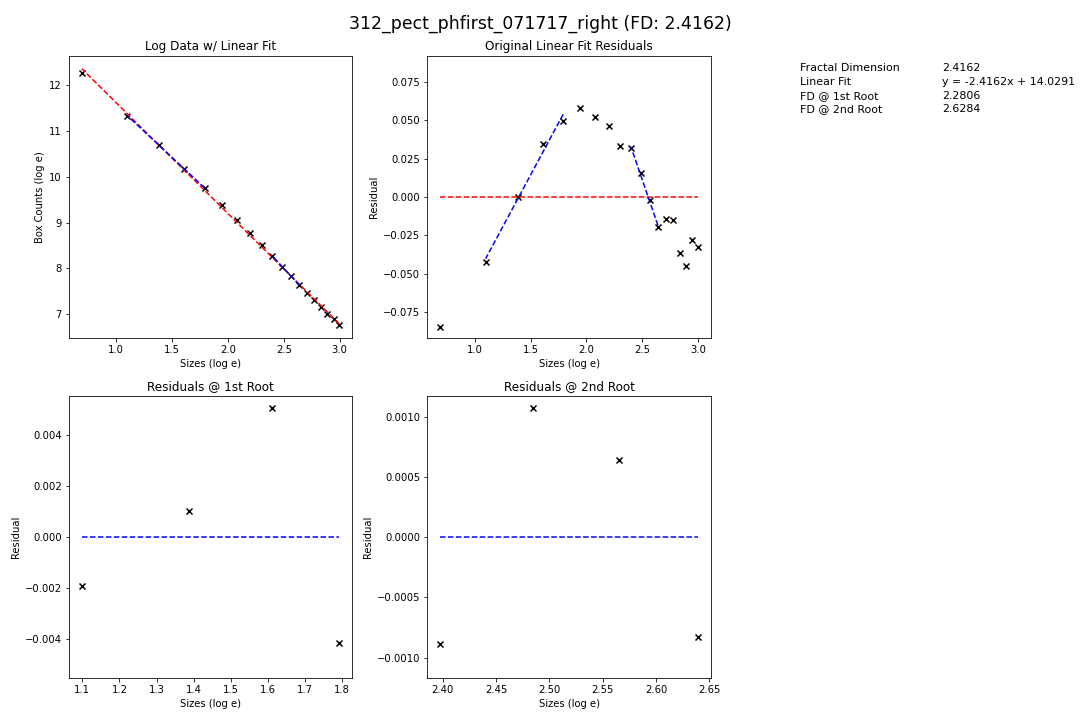 312_pect_phfirst_071717_right (FD: 2.4162)
Log Data w/ Linear Fit
Box Counts (log e)
12
11
10
9
8
7
1.0 1.5 2.0 2.5 3.0
Sizes (log e)
Original Linear Fit Residuals
Residual
0.075
0.050
0.025
0.000
−0.025
−0.050
−0.075
1.0 1.5 2.0 2.5 3.0
Sizes (log e)
Fractal Dimension 2.4162
Linear Fit y = -2.4162x + 14.0291
FD @ 1st Root 2.2806
FD @ 2nd Root 2.6284
Residuals @ 1st Root
Residual
0.004
0.002
0.000
−0.002
−0.004
1.1 1.2 1.3 1.4 1.5 1.6 1.7 1.8
Sizes (log e)
Residuals @ 2nd Root
Residual
0.0010
0.0005
0.0000
−0.0005
−0.0010
2.40 2.45 2.50 2.55 2.60 2.65
Sizes (log e)